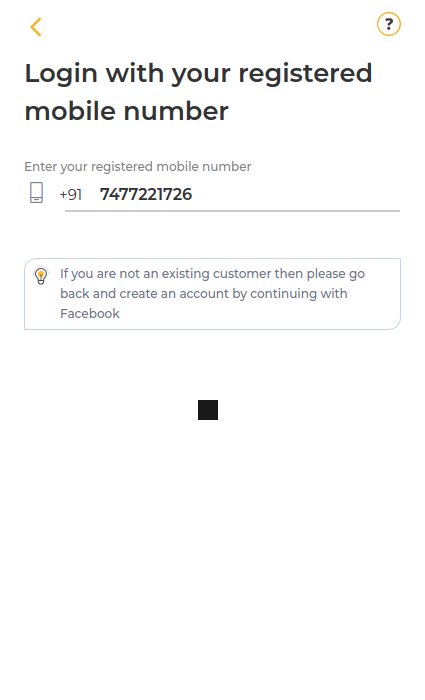 ?
Login with your registered
mobile number
Enter your registered mobile number
+91 7477221726
If you are not an existing customer then please go
back and create an account by continuing with
Facebook